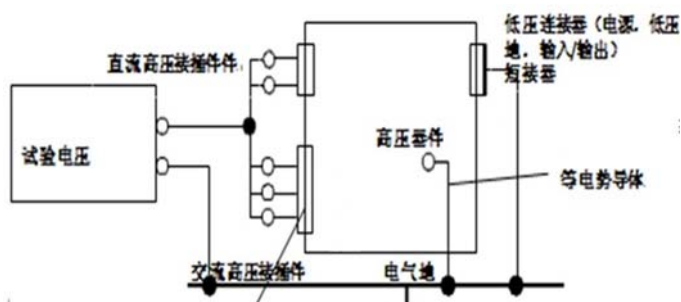 低压连接器（电源，低压
地，输入/输出）
短接器
直流高压接插件件
试验电压
高压器件
等电势导体
交流高压接插件
电气地